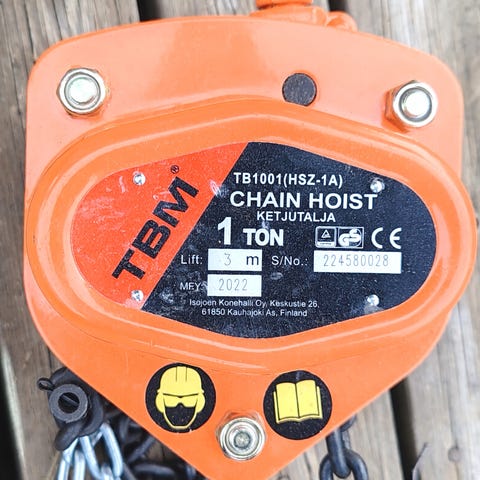 TBM®
TB1001(HSZ-1A)
CHAIN HOIST
KETJUTALJA
1 TON
CE
Lift: 3 m S/No.: 224580028
MFY: 2022
Isojoen Konehalli Oy, Keskustie 26,
61850 Kauhajoki As, Finland